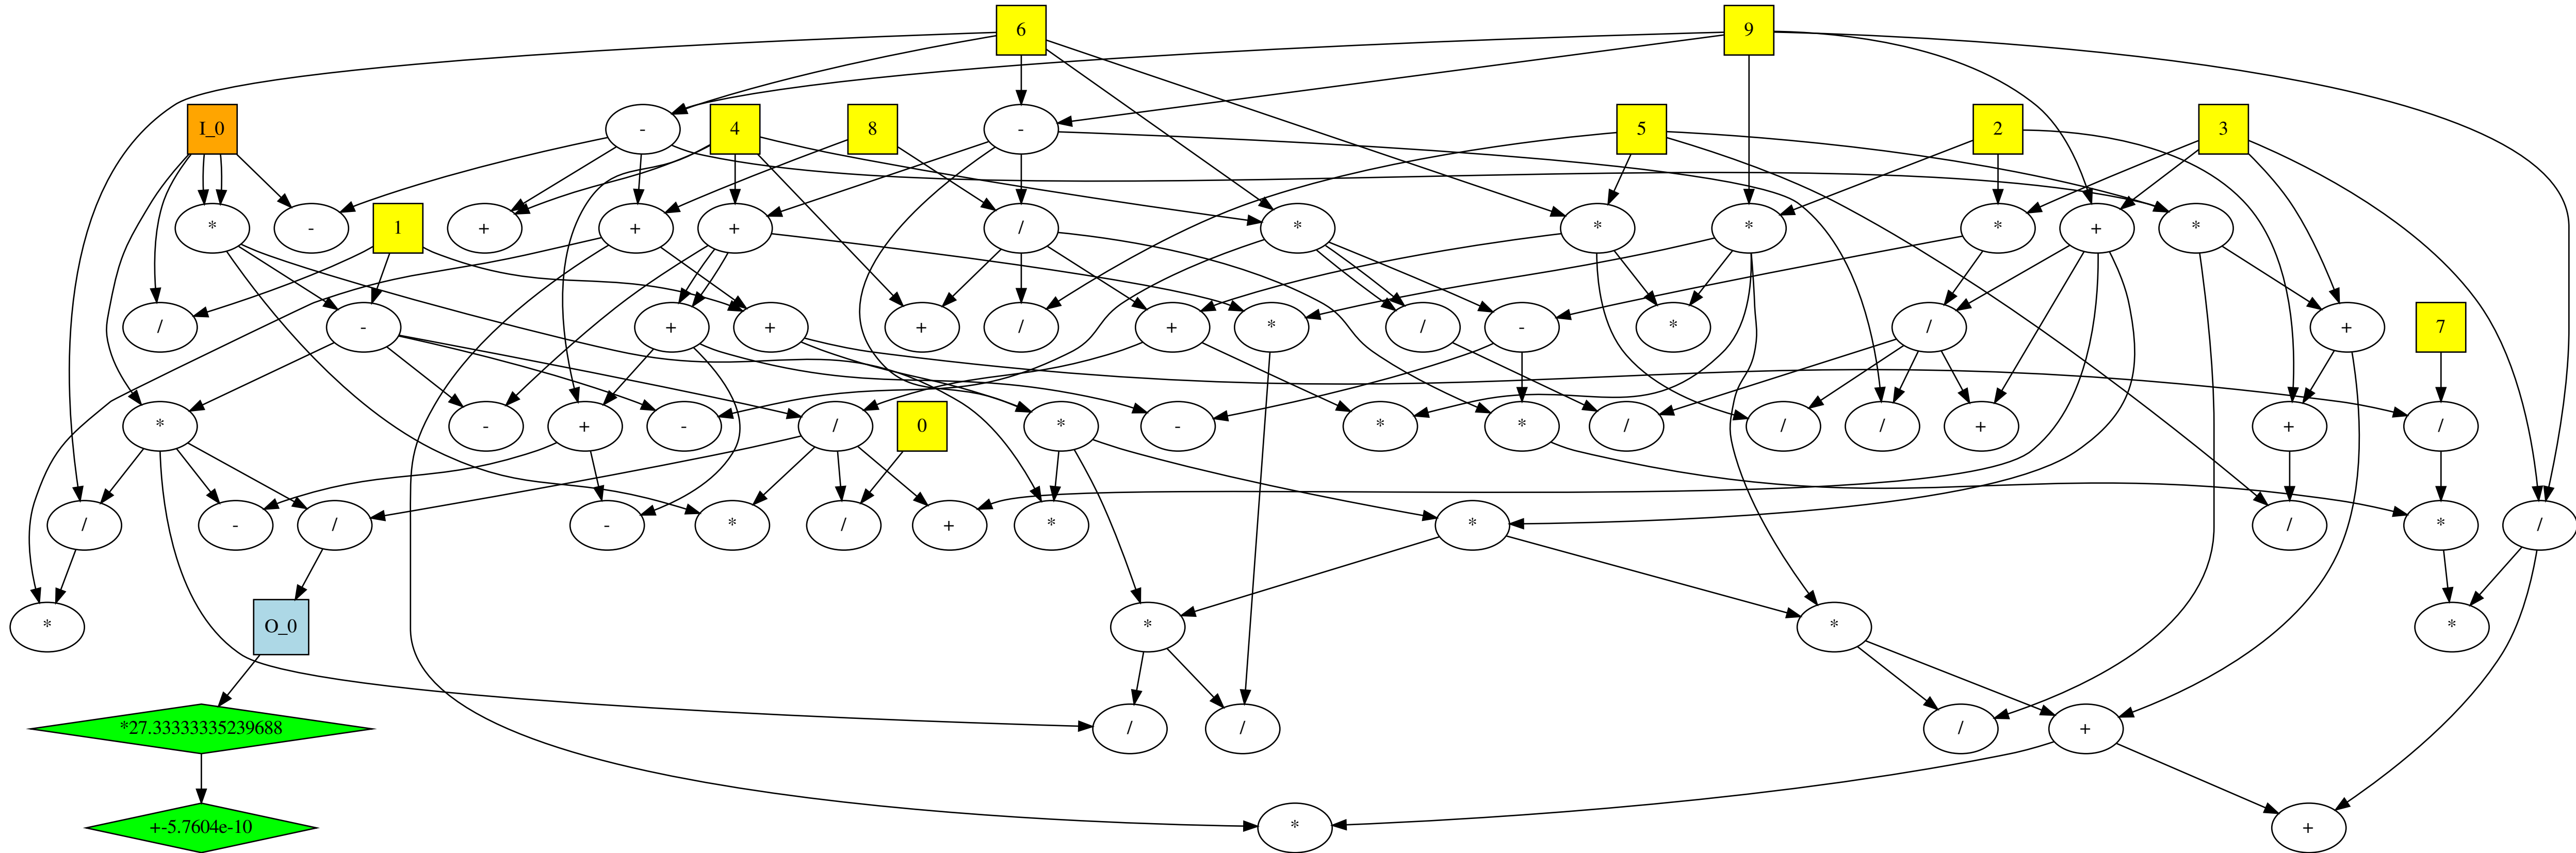 6 9
I_0 - 4 8 - 5 2 3
* - 1 + + + / * * * * + *
/ - + + + / + * / - * / + 7
* - + - / 0 * - * * / / / + + /
/ - / - * / + * * / * /
* O_0 * * *
*27.33333335239688 / / / +
+-5.7604e-10 * +